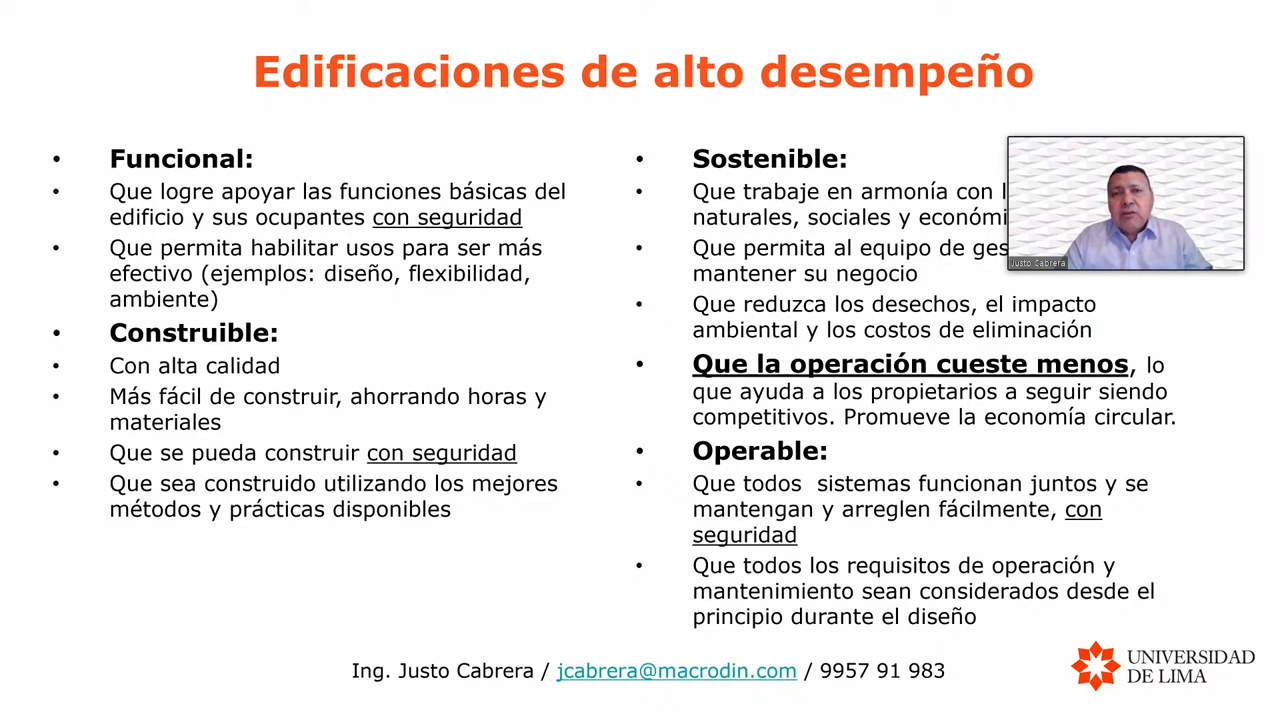 Edificaciones de alto desempeño
• Funcional:
• Que logre apoyar las funciones básicas del
edificio y sus ocupantes con seguridad
• Que permita habilitar usos para ser más
efectivo (ejemplos: diseño, flexibilidad,
ambiente)
• Construible:
• Con alta calidad
• Más fácil de construir, ahorrando horas y
materiales
• Que se pueda construir con seguridad
• Que sea construido utilizando los mejores
métodos y prácticas disponibles
• Sostenible:
• Que trabaje en armonía con
naturales, sociales y
• Que permita al equipo de
mantener su negocio
• Que reduzca los desechos, el impacto
ambiental y los costos de eliminación
• Que la operación cueste menos, lo
que ayuda a los propietarios a seguir siendo
competitivos. Promueve la economía circular.
• Operable:
• Que todos  sistemas funcionan juntos y se
mantengan y arreglen fácilmente, con
seguridad
• Que todos los requisitos de operación y
mantenimiento sean considerados desde el
principio durante el diseño
Justo Cabrera
Ing. Justo Cabrera / jcabrera@macrodin.com / 9957 91 983
UNIVERSIDAD
DE LIMA